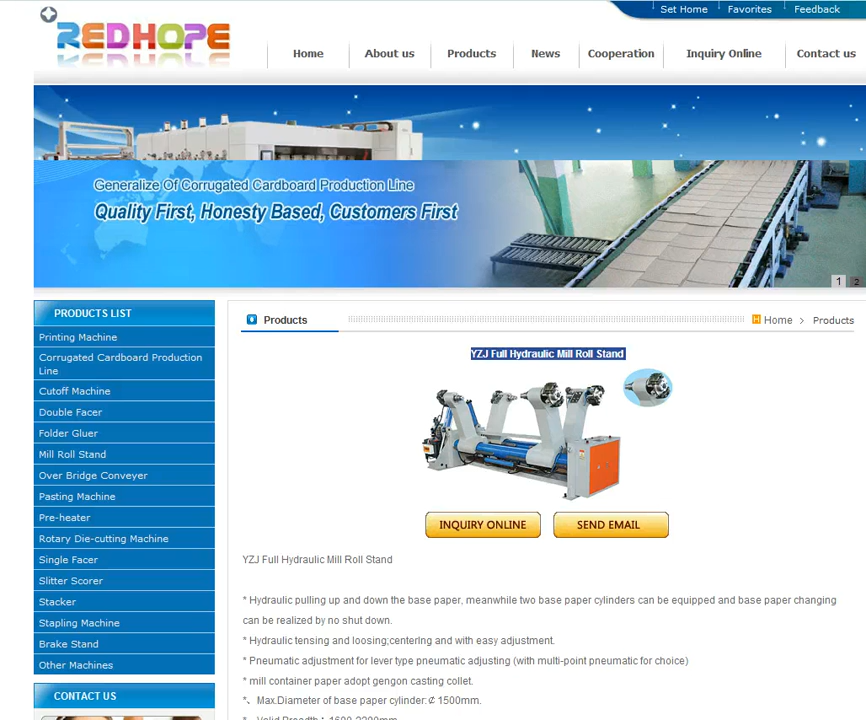 Set Home Favorites Feedback
REDHOPE
Home About us Products News Cooperation Inquiry Online Contact us
Generalize Of Corrugated Cardboard Production Line
Quality First, Honesty Based, Customers First
1 2
PRODUCTS LIST
Printing Machine
Corrugated Cardboard Production
Line
Cutoff Machine
Double Facer
Folder Gluer
Mill Roll Stand
Over Bridge Conveyer
Pasting Machine
Pre-heater
Rotary Die-cutting Machine
Single Facer
Slitter Scorer
Stacker
Stapling Machine
Brake Stand
Other Machines
CONTACT US
Products
Home > Products
YZJ Full Hydraulic Mill Roll Stand
INQUIRY ONLINE SEND EMAIL
YZJ Full Hydraulic Mill Roll Stand
* Hydraulic pulling up and down the base paper, meanwhile two base paper cylinders can be equipped and base paper changing
can be realized by no shut down.
* Hydraulic tensing and loosing;centerlng and with easy adjustment.
* Pneumatic adjustment for lever type pneumatic adjusting (with multi-point pneumatic for choice)
* mill container paper adopt gengon casting collet.
*、Max.Diameter of base paper cylinder:￠1500mm.